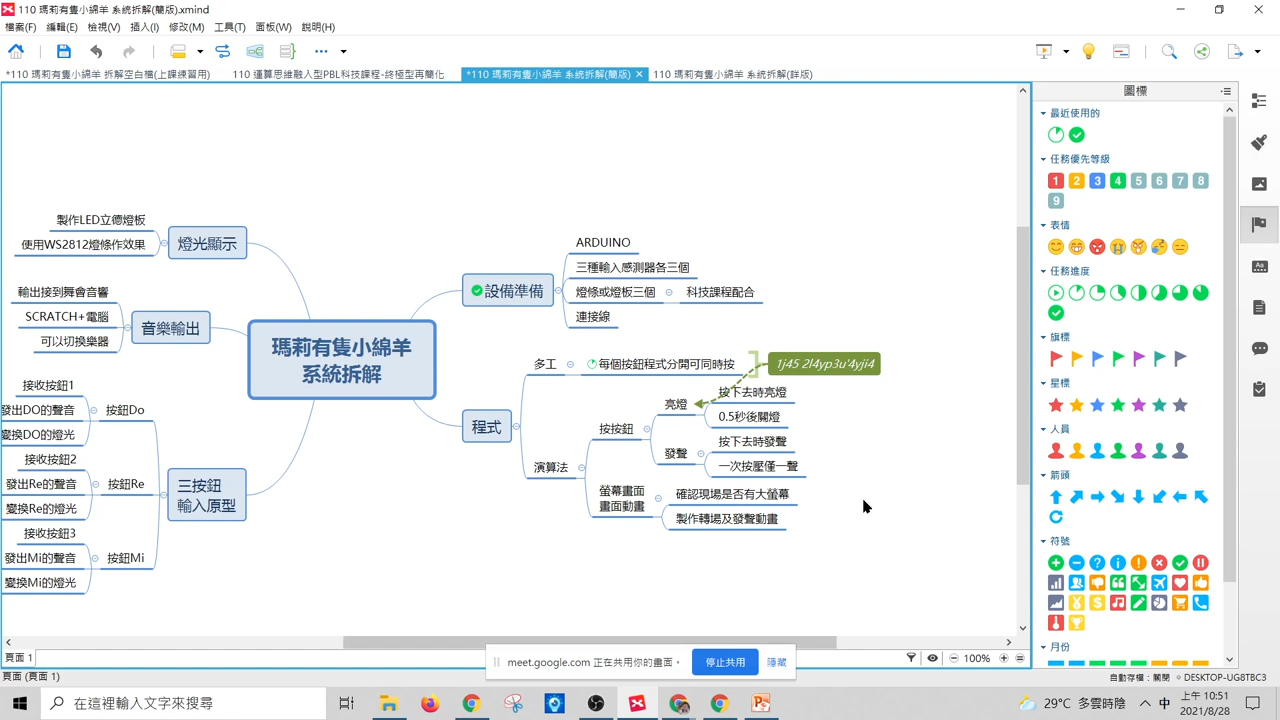 110 瑪莉有隻小綿羊 系統拆解(簡版).xmind
檔案(F) 編輯(E) 檢視(V) 插入(I) 修改(M) 工具(T) 面板(W) 說明(H)
*110 瑪莉有隻小綿羊 拆解空白檔(上課練習用)
110 運算思維融入型PBL科技課程-終極型再簡化
*110 瑪莉有隻小綿羊 系統拆解(簡版)
110 瑪莉有隻小綿羊 系統拆解(詳版)
瑪莉有隻小綿羊
系統拆解
燈光顯示
製作LED立德燈板
使用WS2812燈條作效果
音樂輸出
輸出接到舞會音響
SCRATCH+電腦
可以切換樂器
三按鈕
輸入原型
按鈕Do
接收按鈕1
發出DO的聲音
變換DO的燈光
按鈕Re
接收按鈕2
發出Re的聲音
變換Re的燈光
按鈕Mi
接收按鈕3
發出Mi的聲音
變換Mi的燈光
設備準備
ARDUINO
三種輸入感測器各三個
燈條或燈板三個
科技課程配合
連接線
程式
多工
每個按鈕程式分開可同時按
1j45 2l4yp3u'4yji4
演算法
按按鈕
亮燈
按下去時亮燈
0.5秒後關燈
發聲
按下去時發聲
一次按壓僅一聲
螢幕畫面
畫面動畫
確認現場是否有大螢幕
製作轉場及發聲動畫
圖標
最近使用的
任務優先等級
1 2 3 4 5 6 7 8
9
表情
任務進度
旗標
星標
人員
箭頭
符號
月份
頁面 1
meet.google.com 正在共用你的畫面。
停止共用
隱藏
100%
頁面 (頁面 1)
自動存檔：關閉
DESKTOP-UG8TBC3
在這裡輸入文字來搜尋
29°C 多雲時陰
中
上午 10:51
2021/8/28